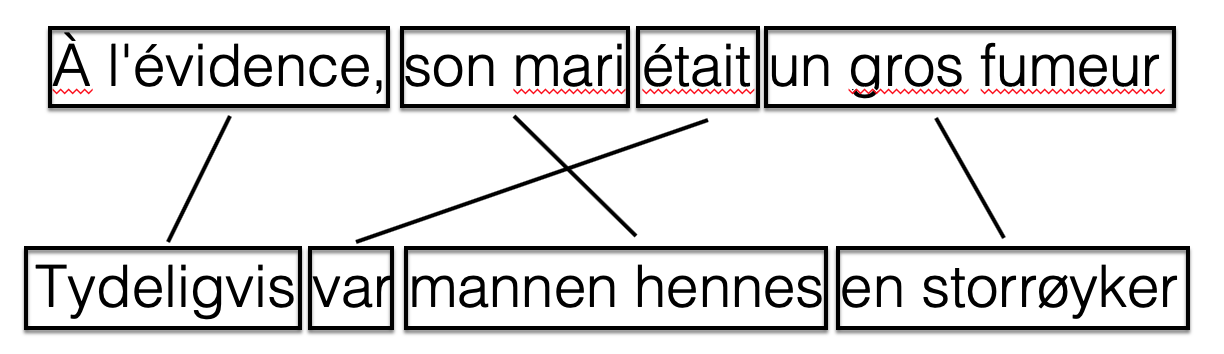 À l'évidence, son mari était un gros fumeur
Tydeligvis var mannen hennes en storrøyker